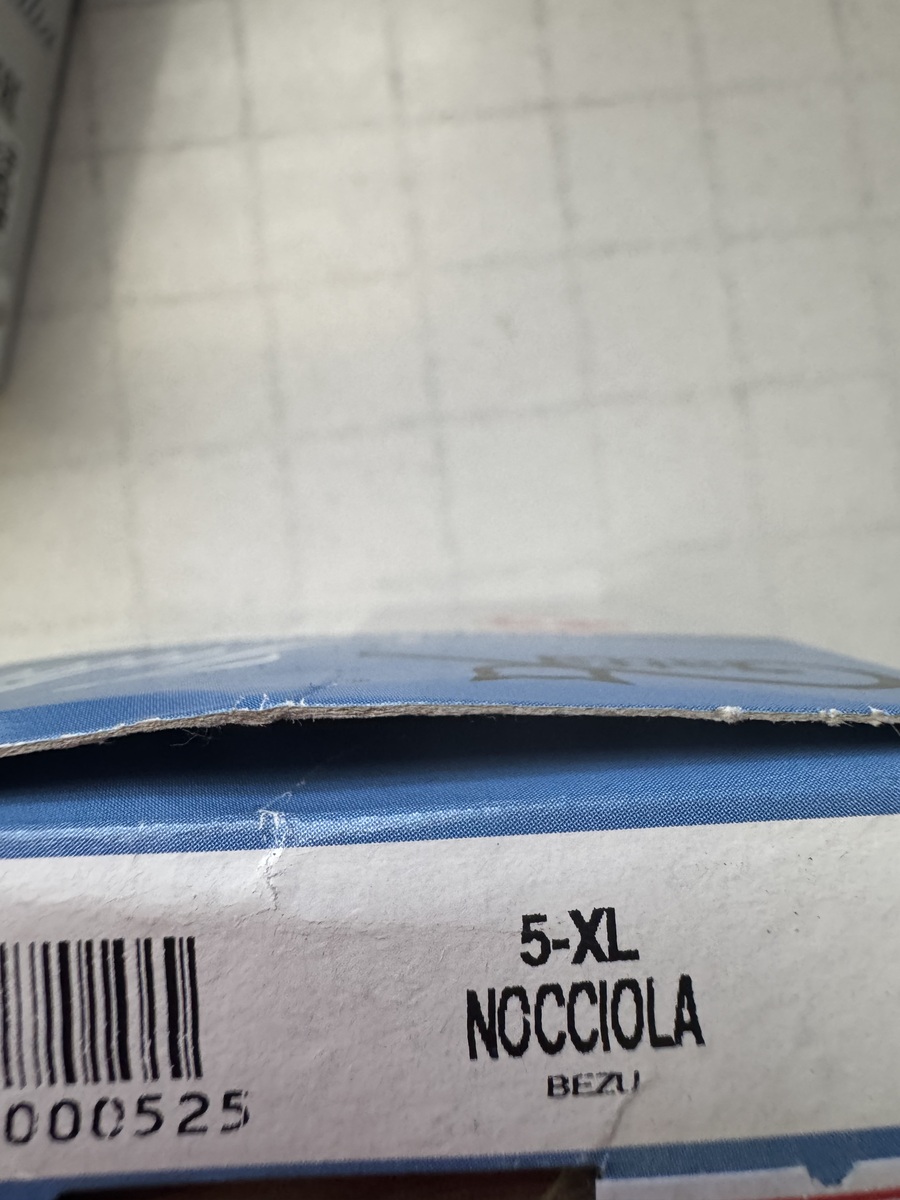 5-XL
NOCCIOLA
BEZU
000525